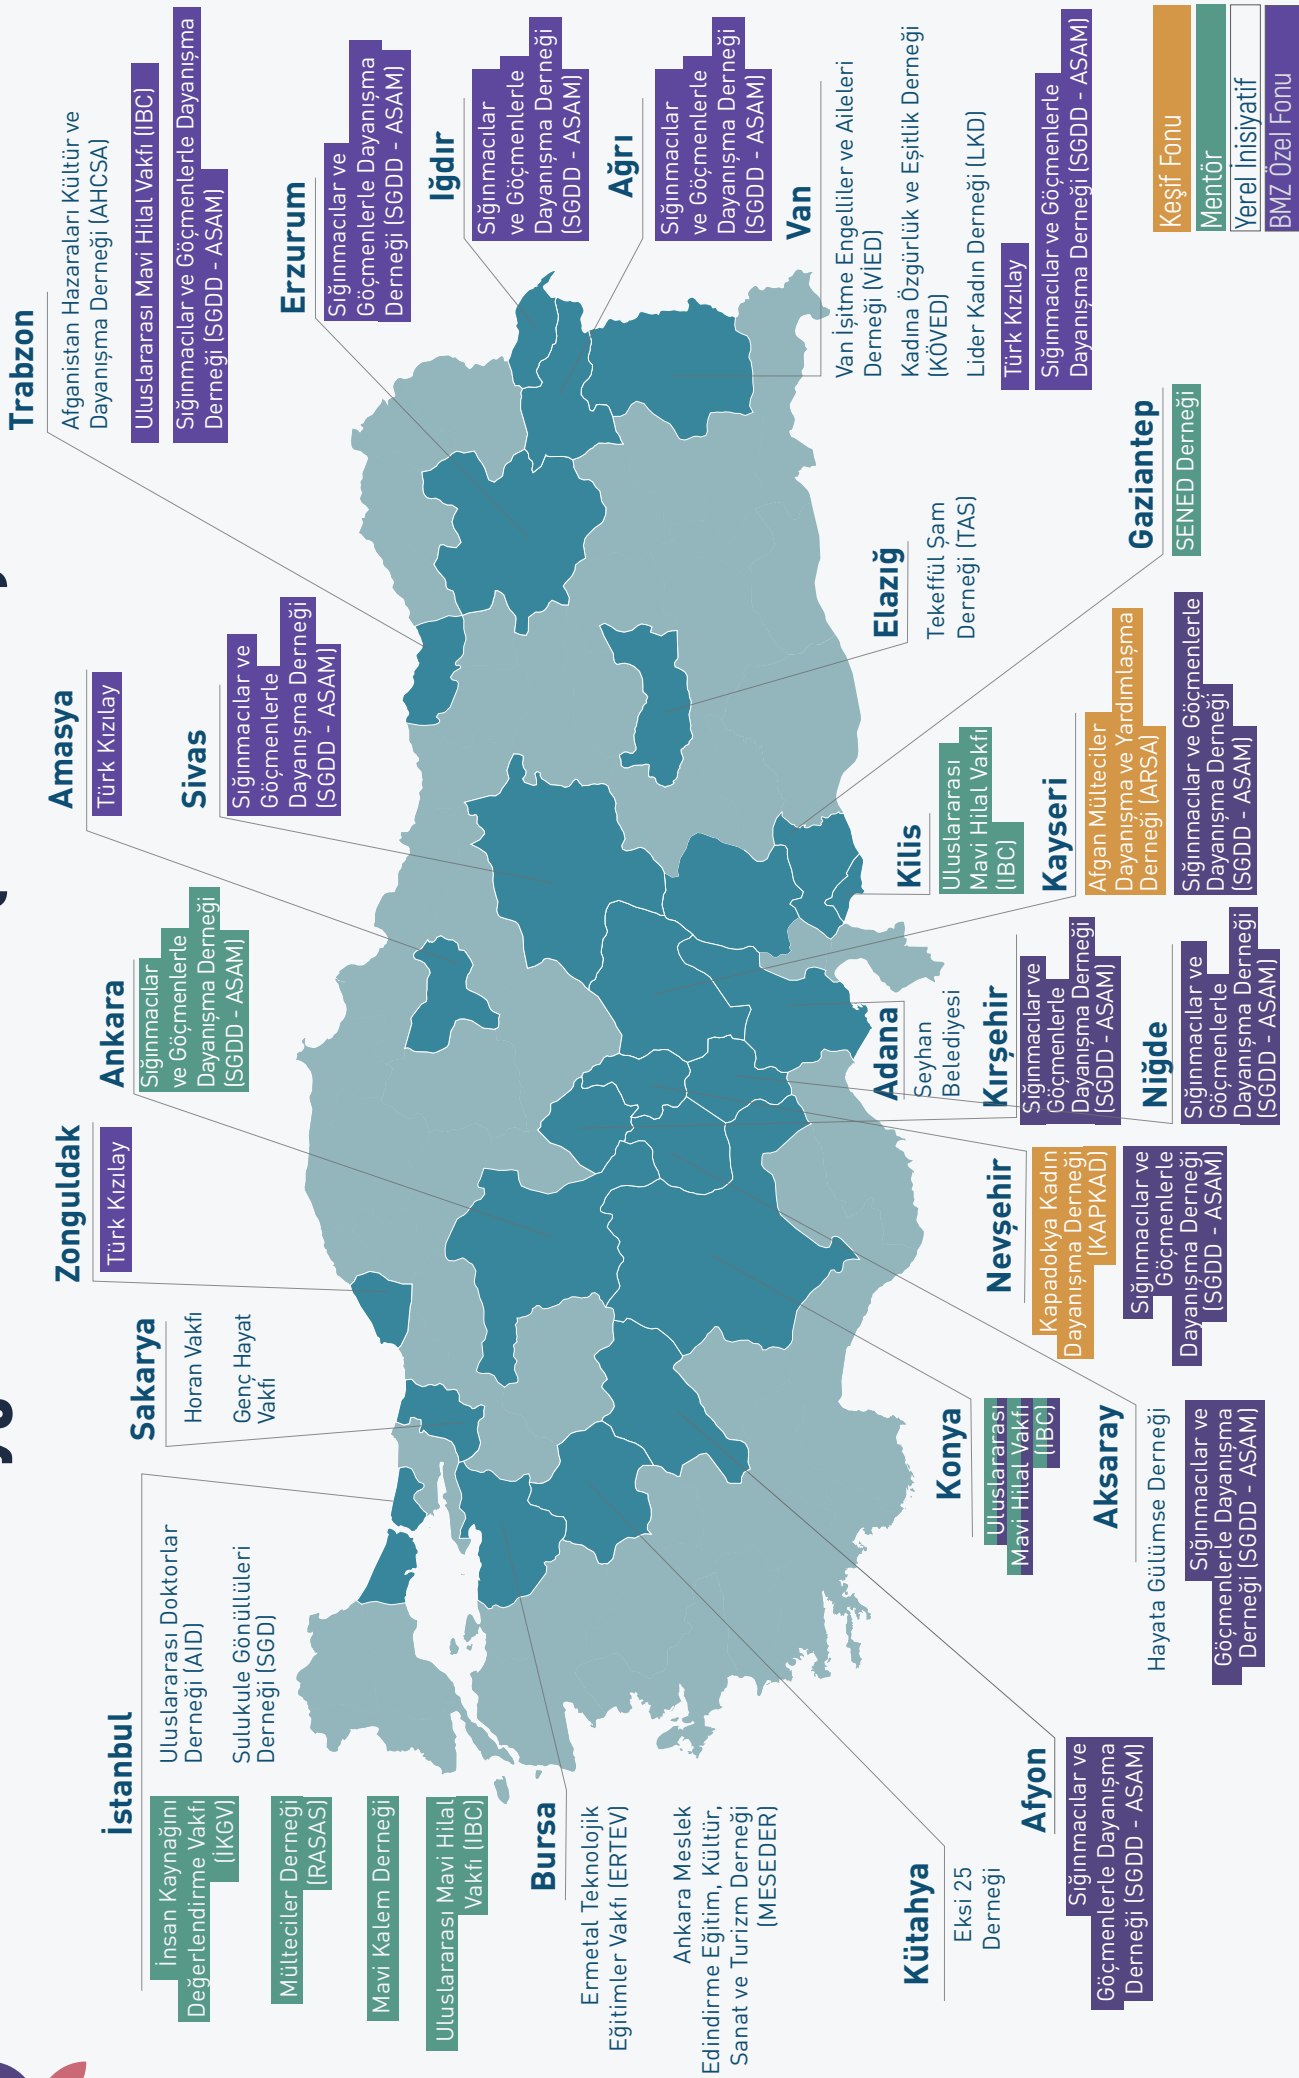 İstanbul
İnsan Kaynağını
Değerlendirme Vakfı
(İKGV)
Mülteciler Derneği
(RASAS)
Mavi Kalem Derneği
Uluslararası Mavi Hilal
Vakfı (IBC)
Uluslararası Doktorlar
Derneği (AID)
Sulukule Gönüllüleri
Derneği (SGD)
Sakarya
Horan Vakfı
Genç Hayat
Vakfı
Zonguldak
Türk Kızılay
Ankara
Sığınmacılar
ve Göçmenlerle
Dayanışma Derneği
(SGDD - ASAM)
Amasya
Türk Kızılay
Sivas
Sığınmacılar ve
Göçmenlerle
Dayanışma Derneği
(SGDD - ASAM)
Trabzon
Afganistan Hazaraları Kültür ve
Dayanışma Derneği (AHCSA)
Uluslararası Mavi Hilal Vakfı (IBC)
Sığınmacılar ve Göçmenlerle Dayanışma
Derneği (SGDD - ASAM)
Erzurum
Sığınmacılar ve
Göçmenlerle Dayanışma
Derneği (SGDD - ASAM)
Iğdır
Sığınmacılar
ve Göçmenlerle
Dayanışma Derneği
(SGDD - ASAM)
Ağrı
Sığınmacılar
ve Göçmenlerle
Dayanışma Derneği
(SGDD - ASAM)
Van
Van İşitme Engelliler ve Aileleri
Derneği (VİED)
Kadına Özgürlük ve Eşitlik Derneği
(KÖVED)
Lider Kadın Derneği (LKD)
Türk Kızılay
Sığınmacılar ve Göçmenlerle
Dayanışma Derneği (SGDD - ASAM)
Bursa
Ermetal Teknolojik
Eğitimler Vakfı (ERTEV)
Ankara Meslek
Edindirme Eğitim, Kültür,
Sanat ve Turizm Derneği
(MESEDER)
Kütahya
Eksi 25
Derneği
Afyon
Sığınmacılar ve
Göçmenlerle Dayanışma
Derneği (SGDD - ASAM)
Konya
Uluslararası
Mavi Hilal Vakfı
(IBC)
Aksaray
Hayata Gülümse Derneği
Sığınmacılar ve
Göçmenlerle Dayanışma
Derneği (SGDD - ASAM)
Nevşehir
Kapadokya Kadın
Dayanışma Derneği
(KAPKAD)
Sığınmacılar ve
Göçmenlerle
Dayanışma Derneği
(SGDD - ASAM)
Adana
Seyhan
Belediyesi
Kırşehir
Sığınmacılar ve
Göçmenlerle
Dayanışma Derneği
(SGDD - ASAM)
Niğde
Sığınmacılar ve
Göçmenlerle
Dayanışma Derneği
(SGDD - ASAM)
Kilis
Uluslararası
Mavi Hilal Vakfı
(IBC)
Kayseri
Afgan Mülteciler
Dayanışma ve Yardımlaşma
Derneği (ARSA)
Sığınmacılar ve Göçmenlerle
Dayanışma Derneği
(SGDD - ASAM)
Elazığ
Tekefful Şam
Derneği (TAS)
Gaziantep
SENED Derneği
Keşif Fonu
Mentör
Yerel İnisiyatif
BMZ Özel Fonu